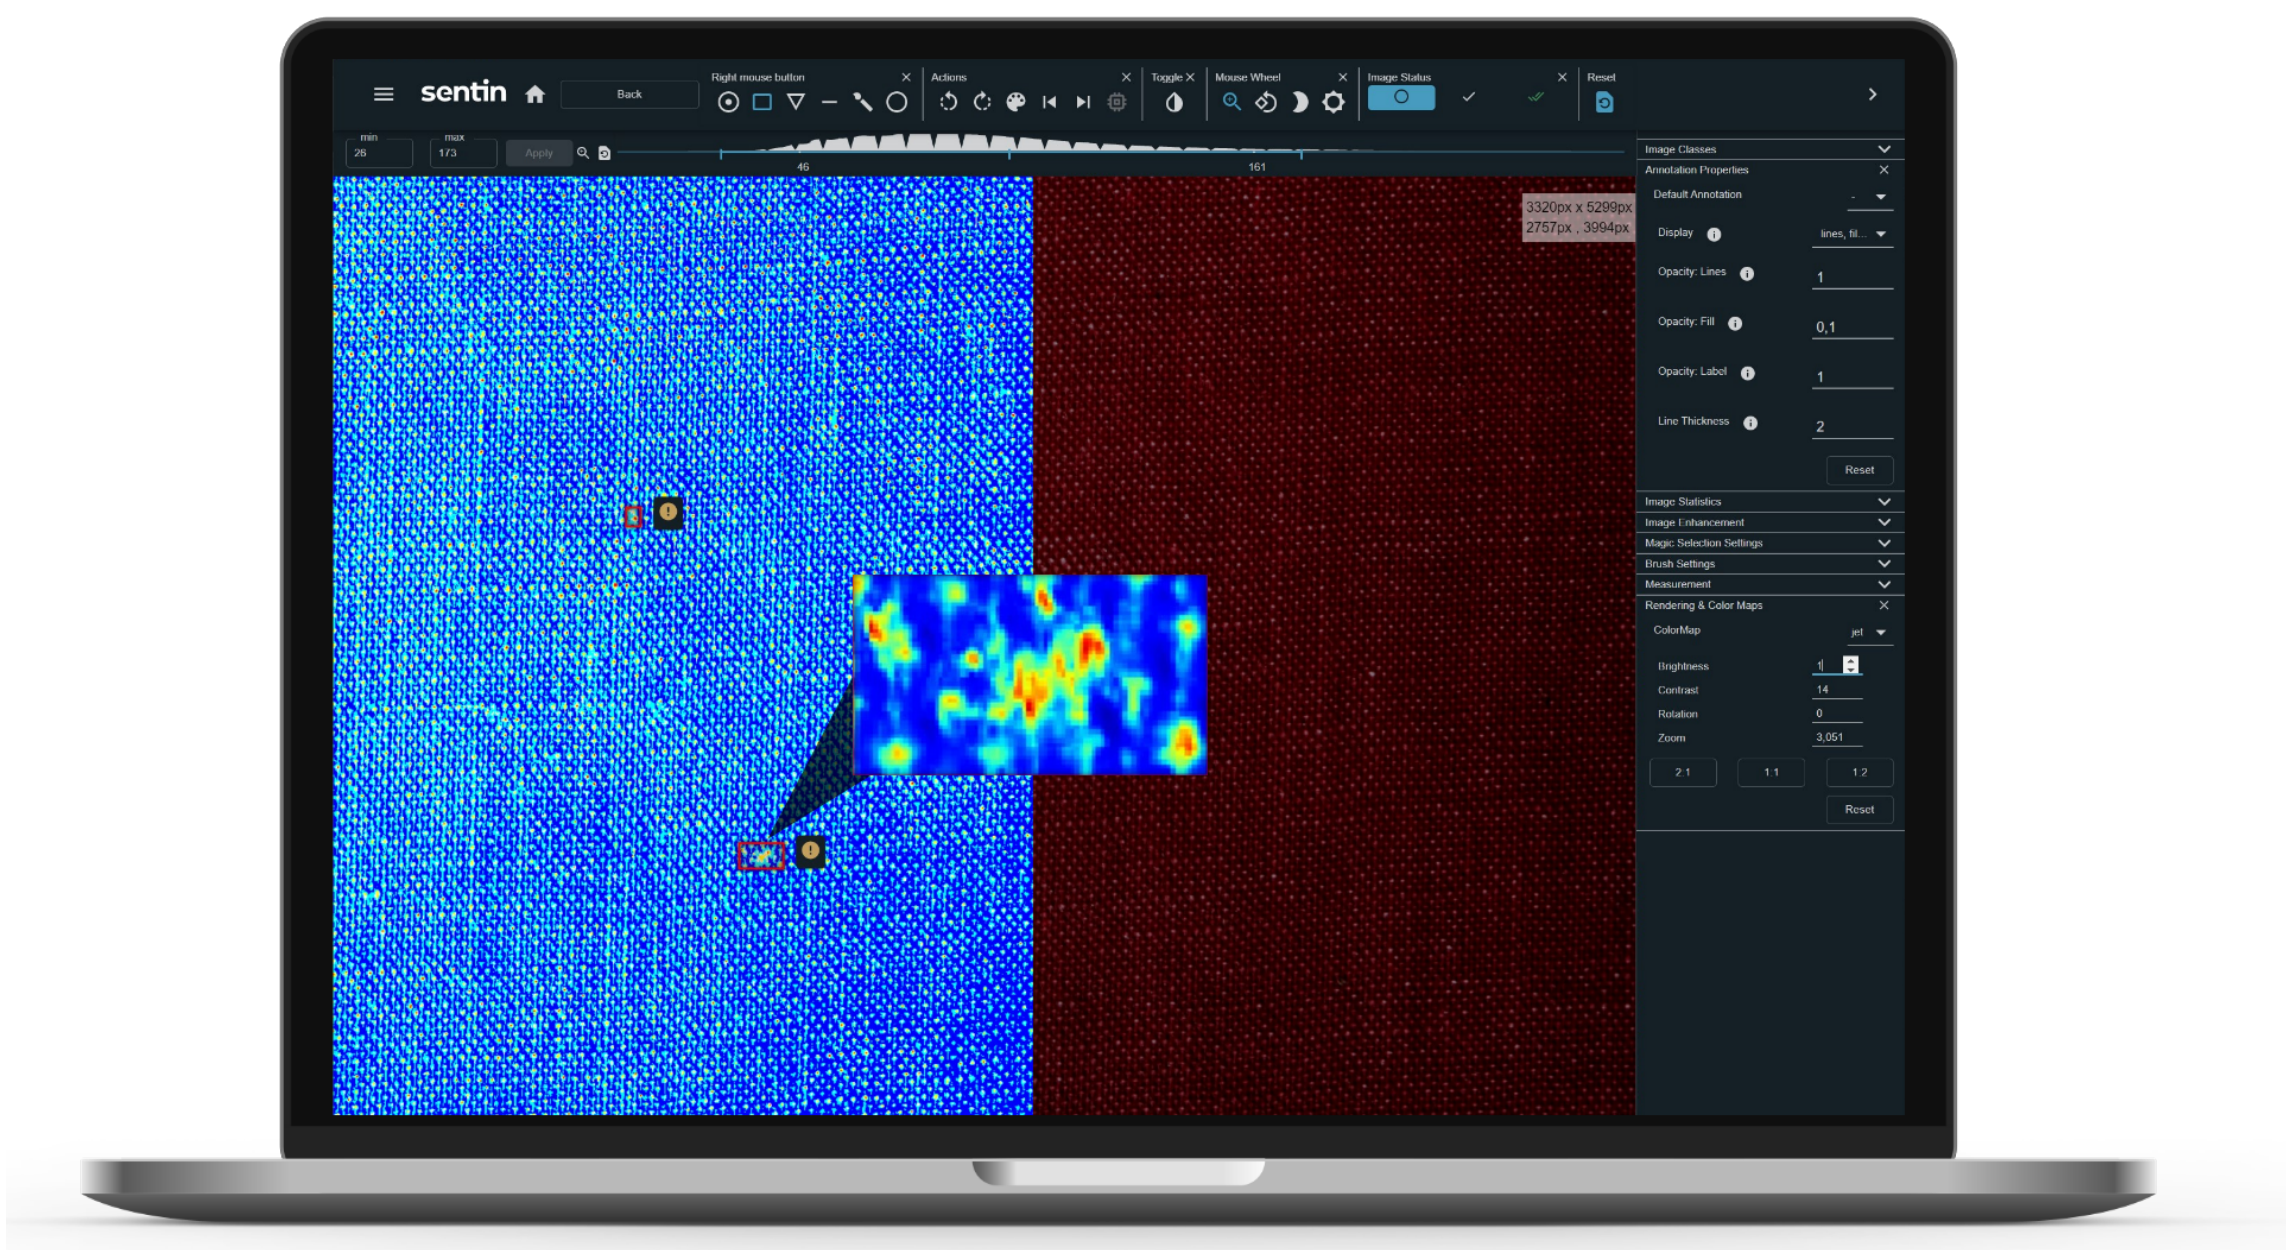 sentin
Back
Right mouse button
Actions
Toggle
Mouse Wheel
Image Status
Reset
min
26
max
173
Apply
46
161
3320px x 5299px
2757px , 3994px
Image Classes
Annotation Properties
Default Annotation
-
Display
lines, fil...
Opacity: Lines
1
Opacity: Fill
0,1
Opacity: Label
1
Line Thickness
2
Reset
Image Statistics
Image Enhancement
Magic Selection Settings
Brush Settings
Measurement
Rendering & Color Maps
ColorMap
jet
Brightness
1
Contrast
14
Rotation
0
Zoom
3,051
2:1
1:1
1:2
Reset